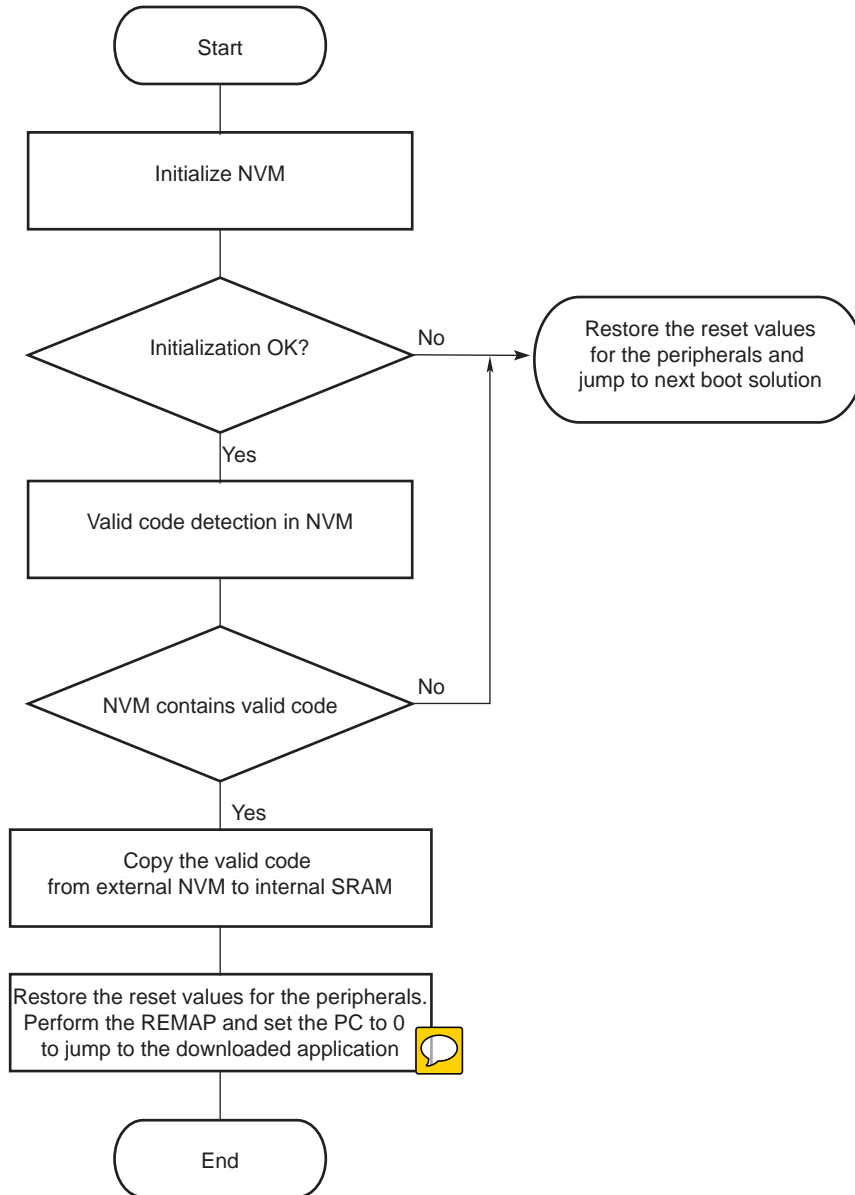 Start
Initialize NVM
Initialization OK?
No
Restore the reset values
for the peripherals and
jump to next boot solution
Yes
Valid code detection in NVM
NVM contains valid code
No
Yes
Copy the valid code
from external NVM to internal SRAM
Restore the reset values for the peripherals.
Perform the REMAP and set the PC to 0
to jump to the downloaded application
End